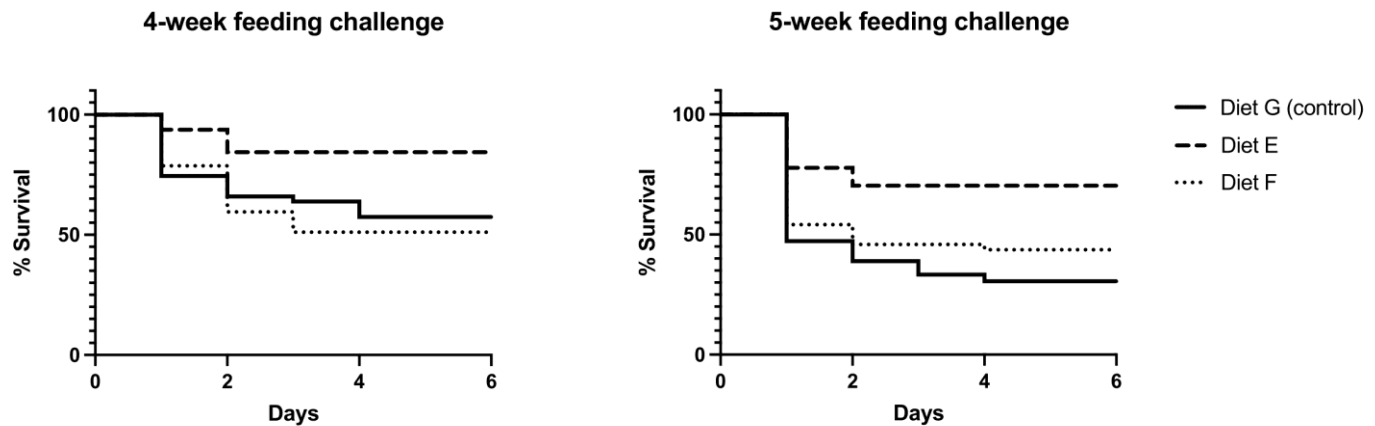 4-week feeding challenge
100
50
0
% Survival
0 2 4 6
Days
5-week feeding challenge
100
50
0
% Survival
0 2 4 6
Days
Diet G (control)
Diet E
Diet F